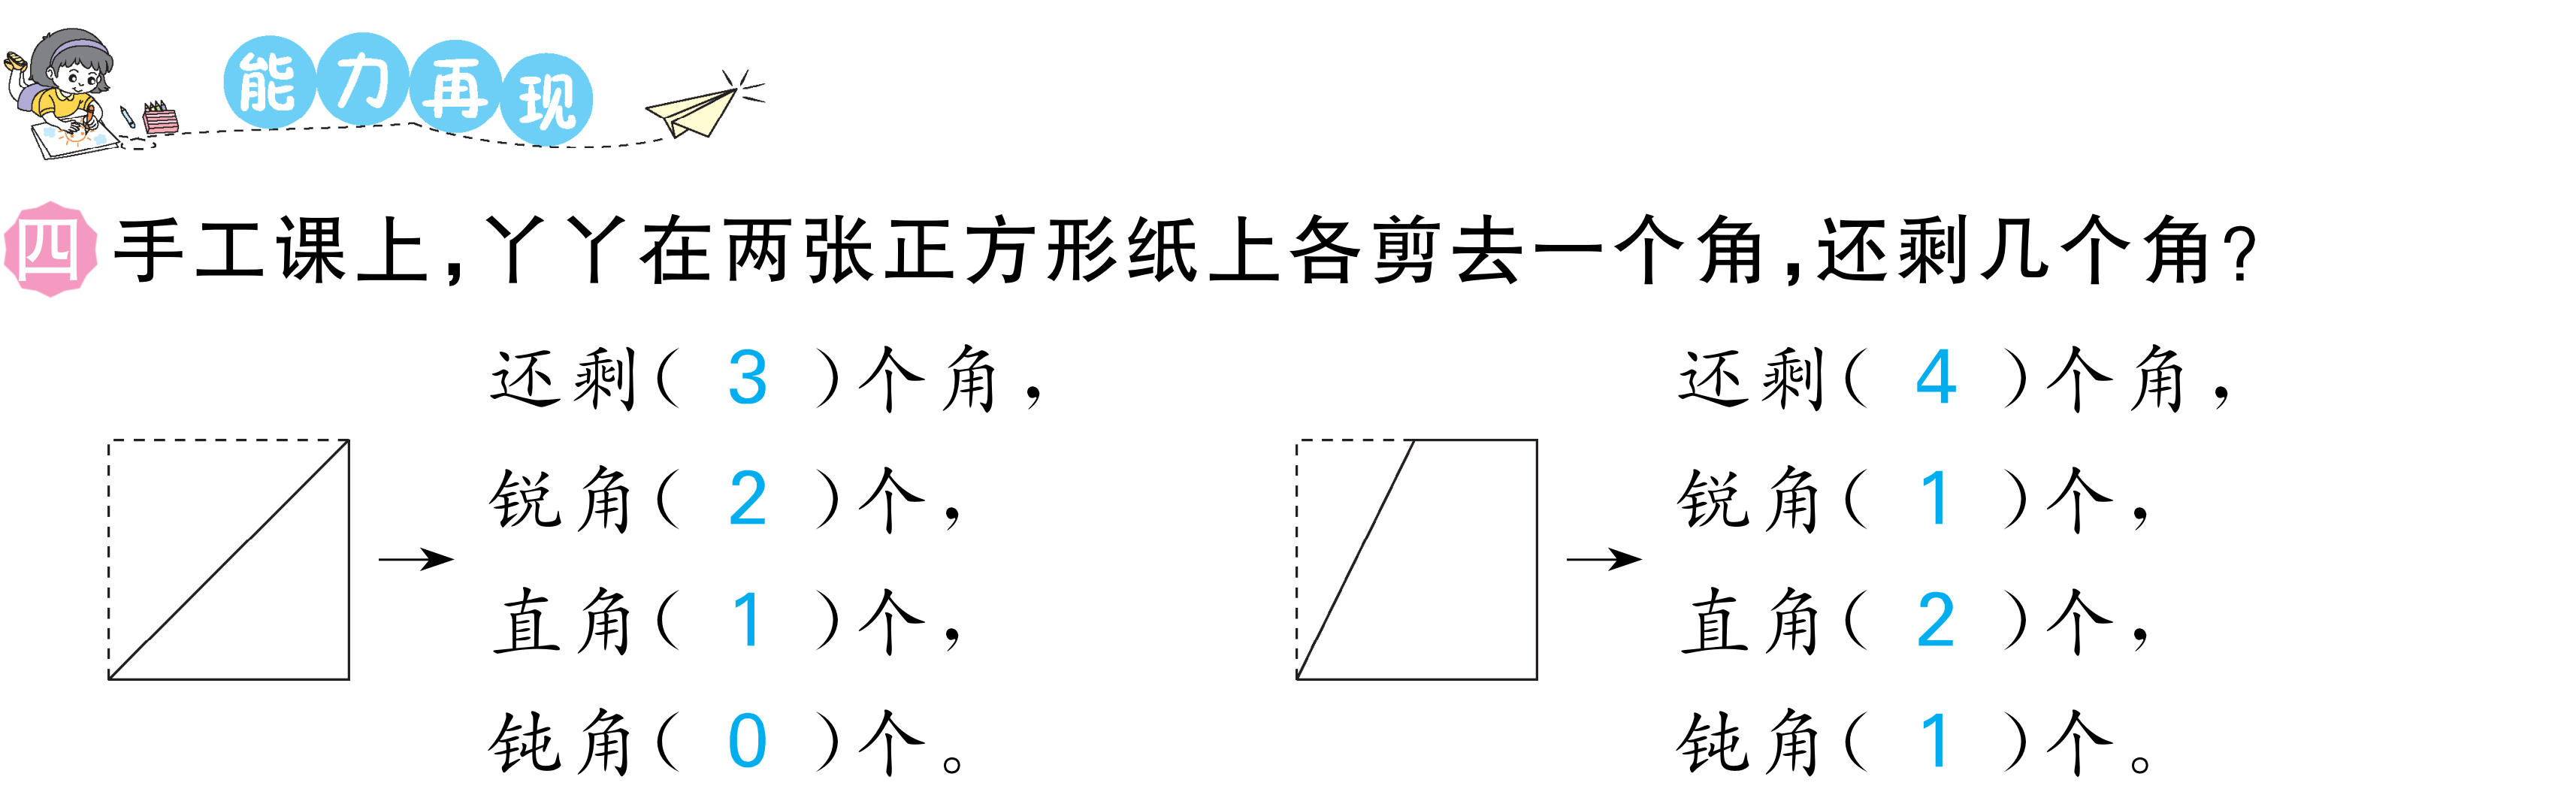 能力再现
四 手工课上,丫丫在两张正方形纸上各剪去一个角,还剩几个角?
还剩( 3 )个角,
锐角( 2 )个,
直角( 1 )个,
钝角( 0 )个。
还剩( 4 )个角,
锐角( 1 )个,
直角( 2 )个,
钝角( 1 )个。